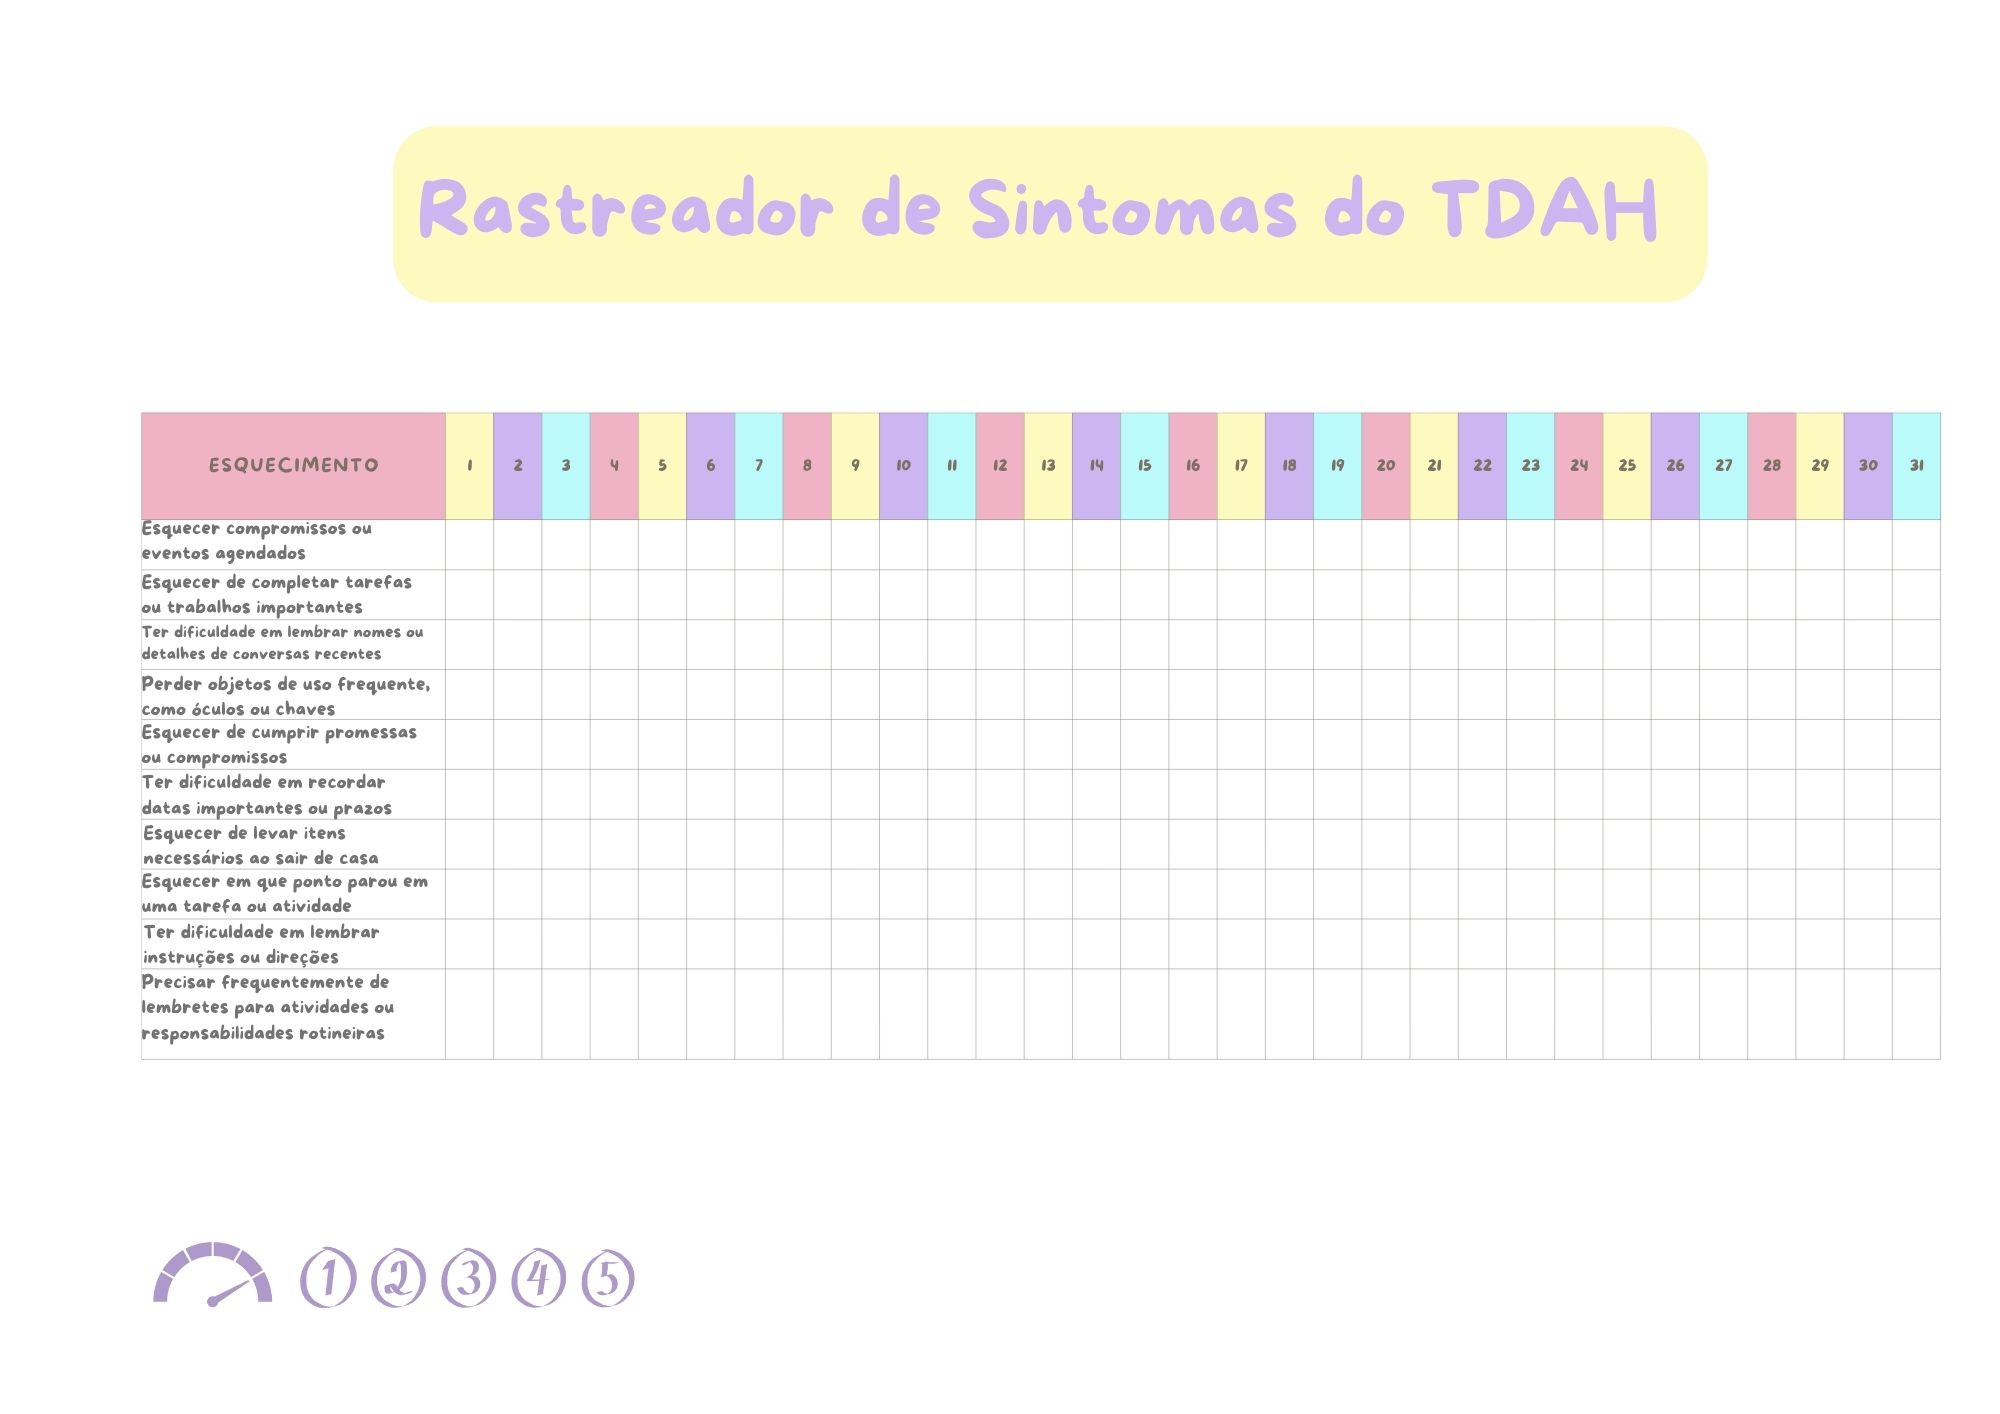 Rastreador de Sintomas do TDAH
ESQUECIMENTO 1 2 3 4 5 6 7 8 9 10 11 12 13 14 15 16 17 18 19 20 21 22 23 24 25 26 27 28 29 30 31
Esquecer compromissos ou
eventos agendados
Esquecer de completar tarefas
ou trabalhos importantes
Ter dificuldade em lembrar nomes ou
detalhes de conversas recentes
Perder objetos de uso frequente,
como óculos ou chaves
Esquecer de cumprir promessas
ou compromissos
Ter dificuldade em recordar
datas importantes ou prazos
Esquecer de levar itens
necessários ao sair de casa
Esquecer em que ponto parou em
uma tarefa ou atividade
Ter dificuldade em lembrar
instruções ou direções
Precisar frequentemente de
lembretes para atividades ou
responsabilidades rotineiras
1 2 3 4 5